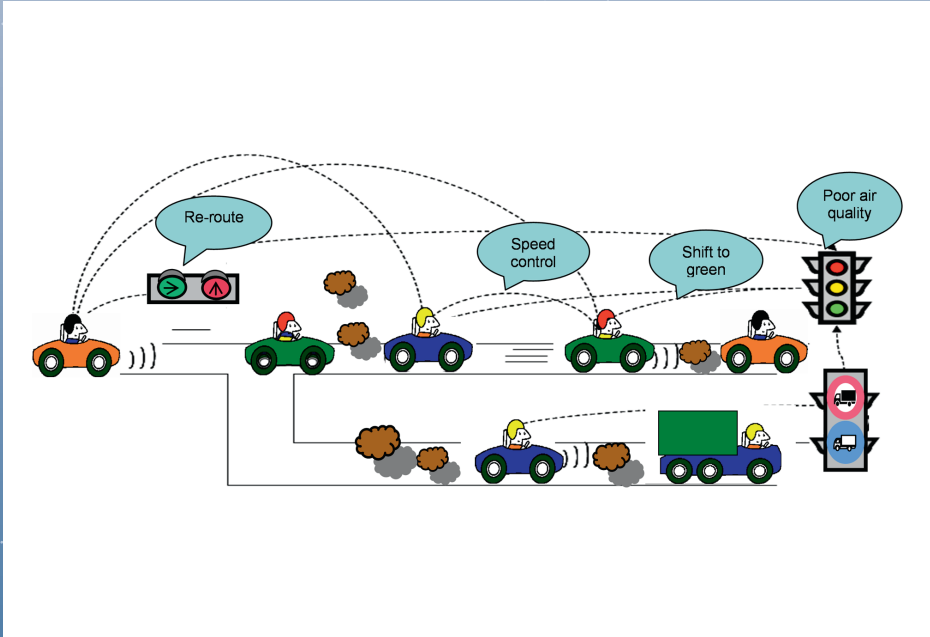 Re-route
Speed
control
Shift to
green
Poor air
quality